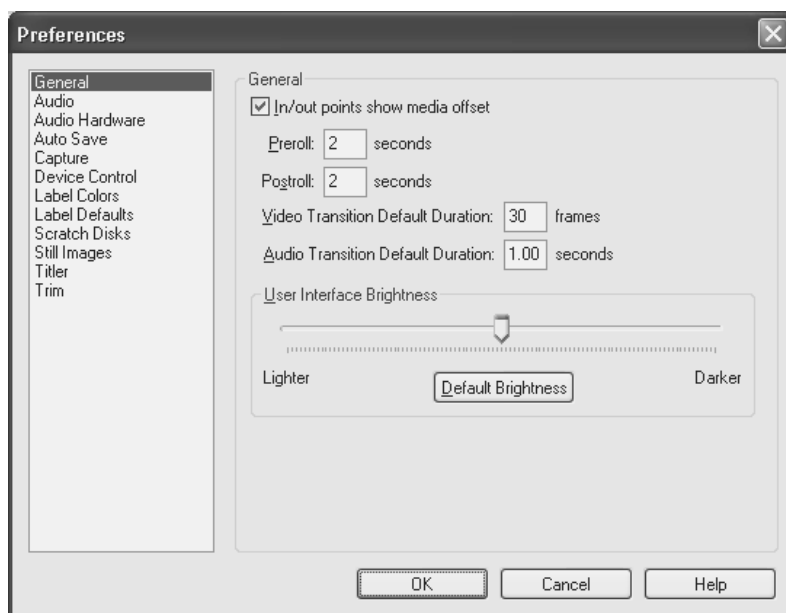 Preferences
General
Audio
Audio Hardware
Auto Save
Capture
Device Control
Label Colors
Label Defaults
Scratch Disks
Still Images
Titler
Trim
General
In/out points show media offset
Preroll: 2 seconds
Postroll: 2 seconds
Video Transition Default Duration: 30 frames
Audio Transition Default Duration: 1.00 seconds
User Interface Brightness
Lighter
Default Brightness
Darker
OK
Cancel
Help